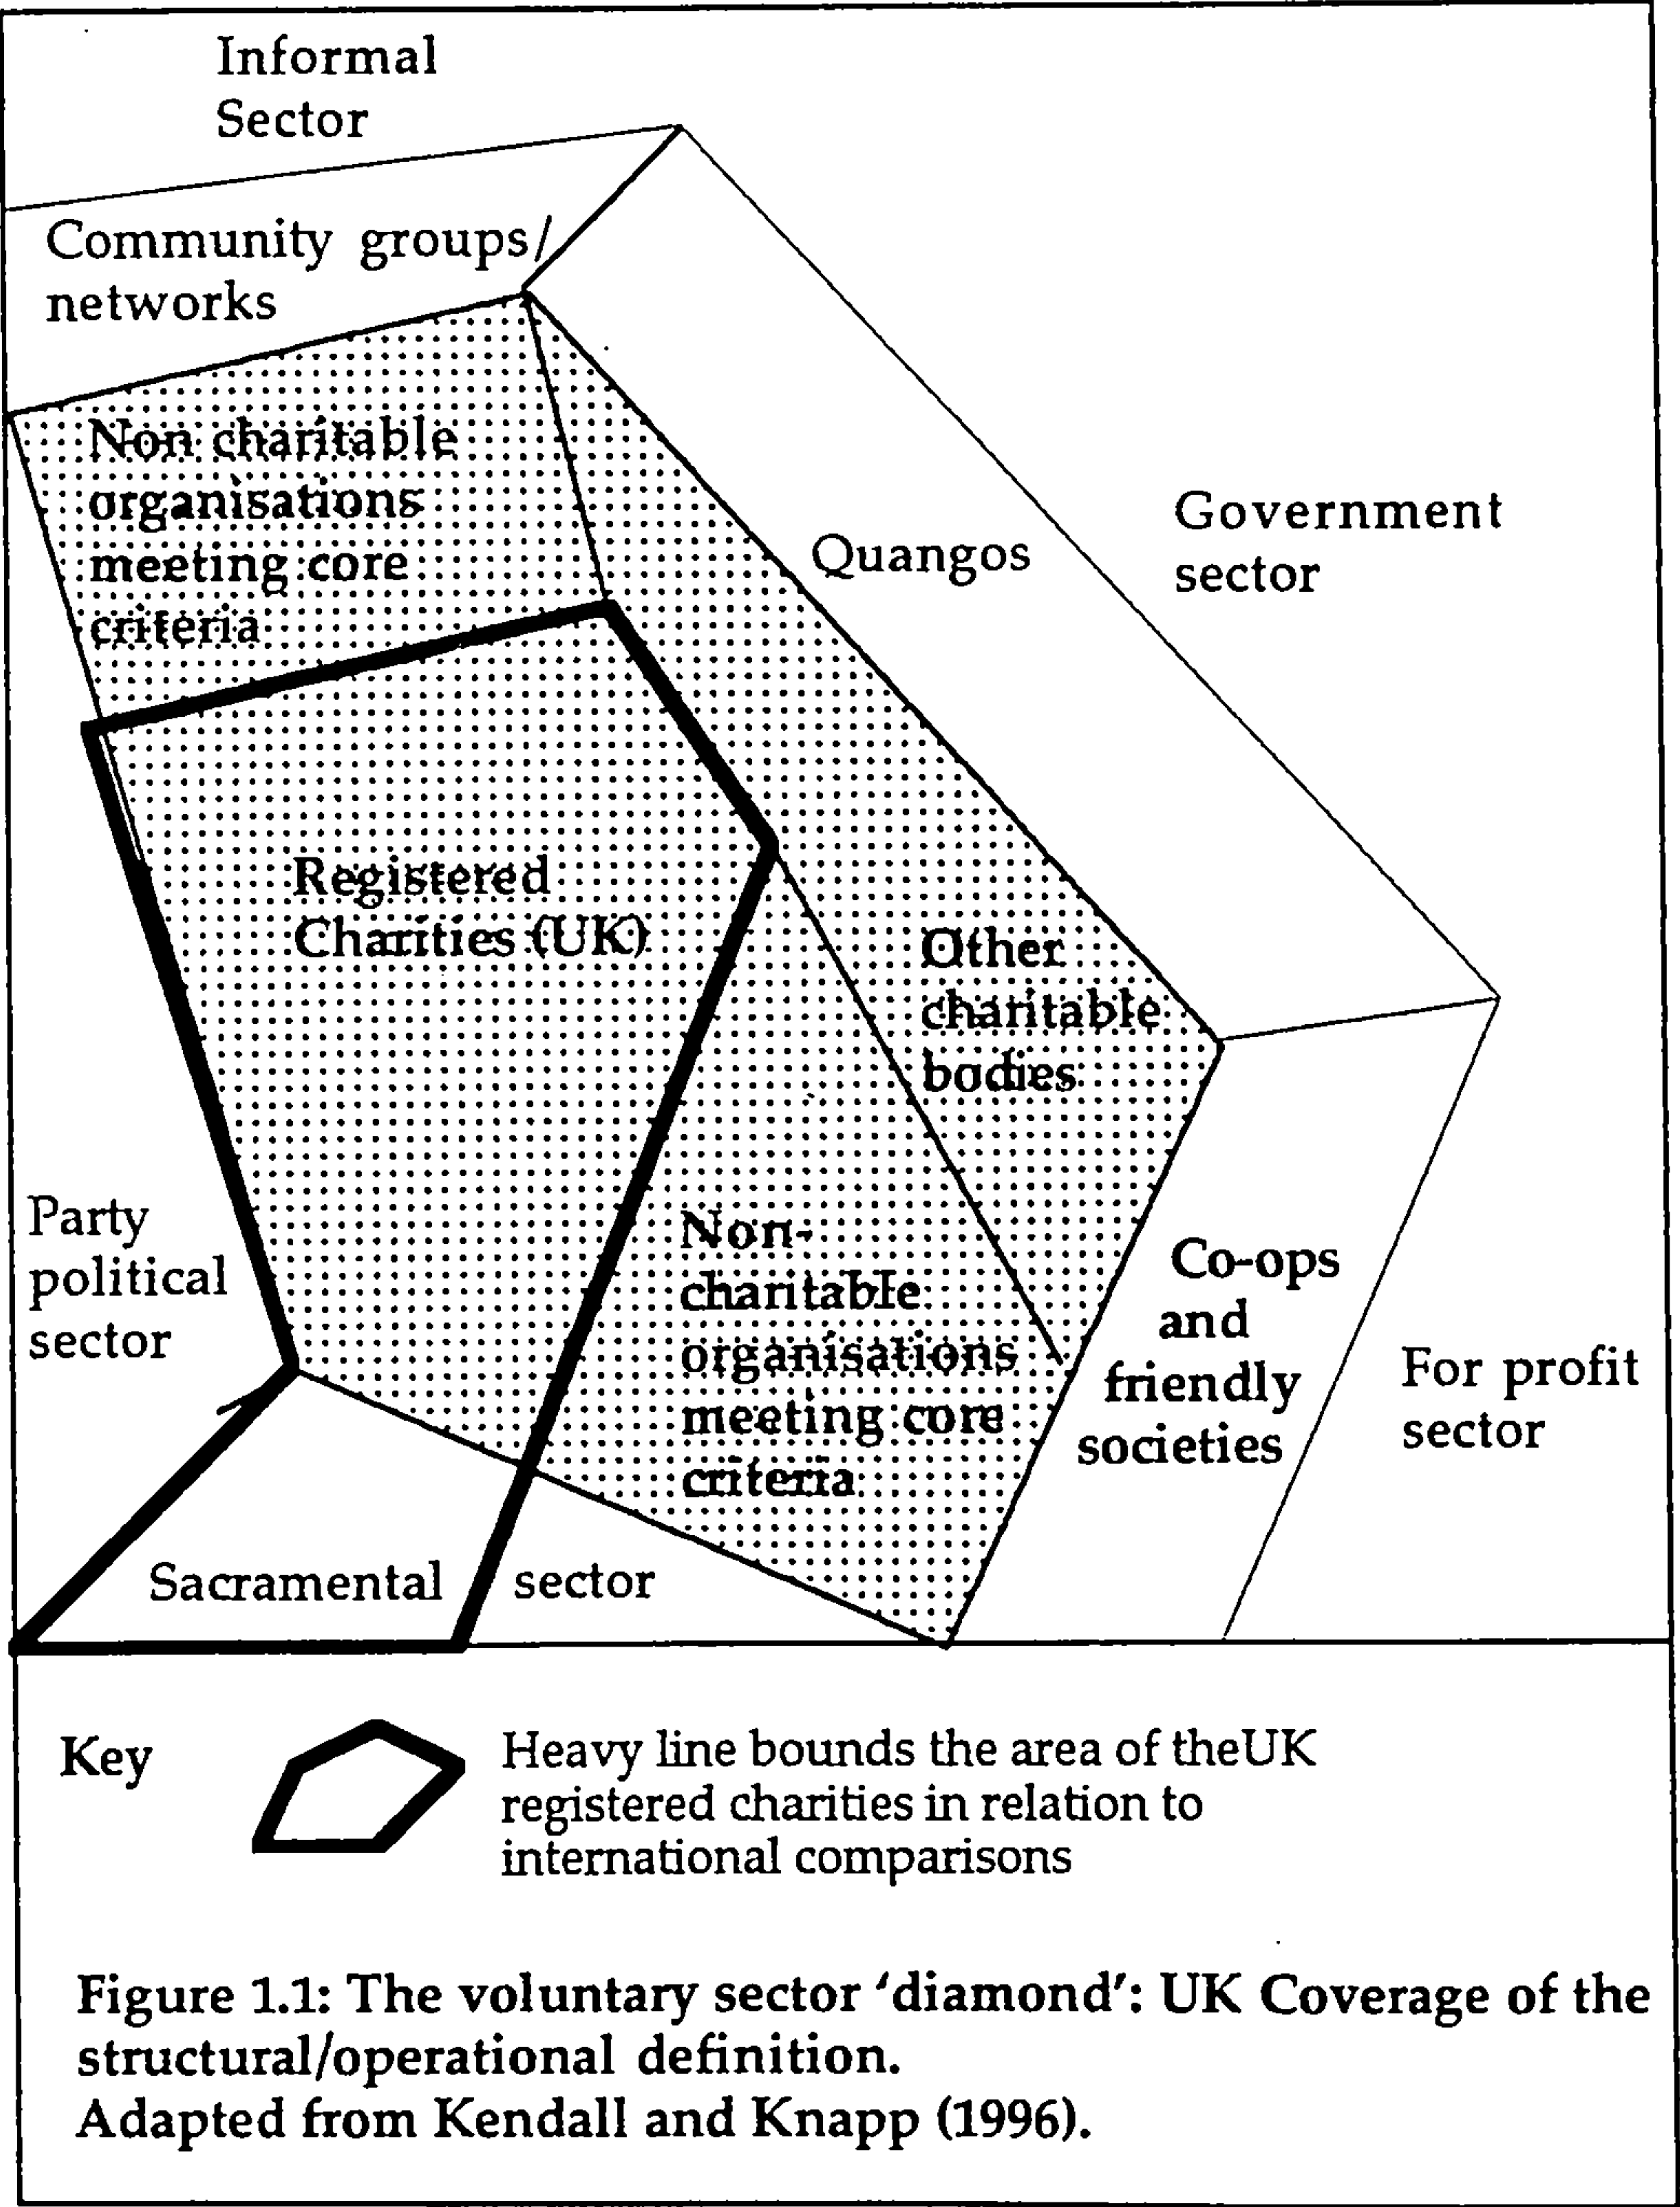 Informal
Sector
Community groups/
networks
Non charitable
organisations
meeting core
criteria
Quangos
Government
sector
Registered
Charities (UK)
Other
charitable
bodies
Party
political
sector
Non-
charitable
organisations
meeting core
criteria
Co-ops
and
friendly
societies
For profit
sector
Sacramental sector
Key
Heavy line bounds the area of theUK
registered charities in relation to
international comparisons
Figure 1.1: The voluntary sector 'diamond': UK Coverage of the
structural/operational definition.
Adapted from Kendall and Knapp (1996).